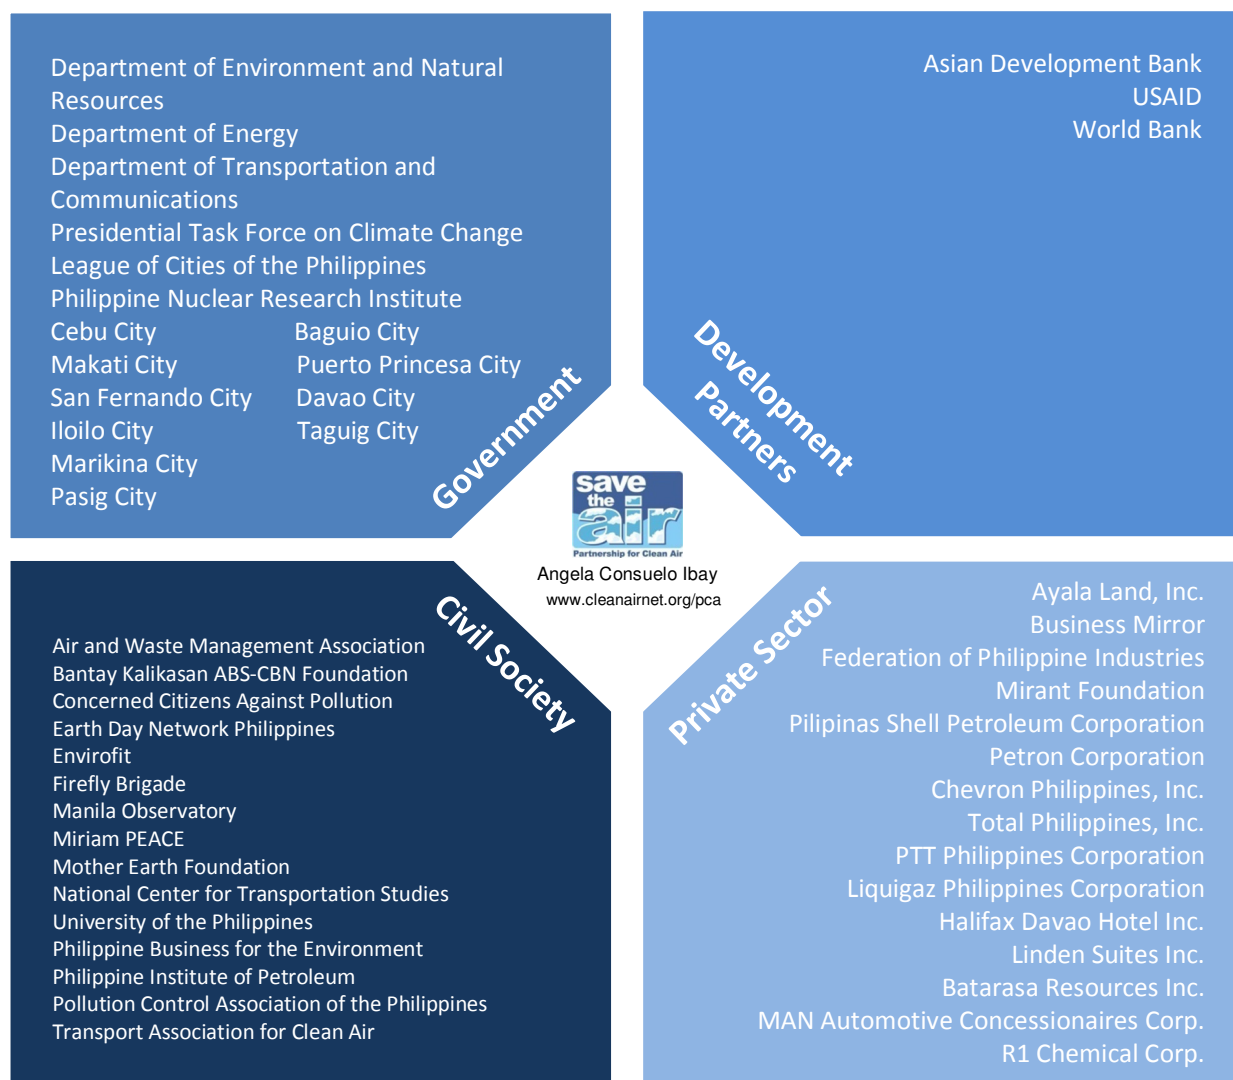 Department of Environment and Natural
Resources
Department of Energy
Department of Transportation and
Communications
Presidential Task Force on Climate Change
League of Cities of the Philippines
Philippine Nuclear Research Institute
Cebu City Baguio City
Makati City Puerto Princesa City
San Fernando City Davao City
Iloilo City Taguig City
Marikina City
Pasig City
Government
Asian Development Bank
USAID
World Bank
Development
Partners
save
the
air
Partnership for Clean Air
Angela Consuelo Ibay
www.cleanairnet.org/pca
Civil Society
Air and Waste Management Association
Bantay Kalikasan ABS-CBN Foundation
Concerned Citizens Against Pollution
Earth Day Network Philippines
Envirofit
Firefly Brigade
Manila Observatory
Miriam PEACE
Mother Earth Foundation
National Center for Transportation Studies
University of the Philippines
Philippine Business for the Environment
Philippine Institute of Petroleum
Pollution Control Association of the Philippines
Transport Association for Clean Air
Private Sector
Ayala Land, Inc.
Business Mirror
Federation of Philippine Industries
Mirant Foundation
Pilipinas Shell Petroleum Corporation
Petron Corporation
Chevron Philippines, Inc.
Total Philippines, Inc.
PTT Philippines Corporation
Liquigaz Philippines Corporation
Halifax Davao Hotel Inc.
Linden Suites Inc.
Batarasa Resources Inc.
MAN Automotive Concessionaires Corp.
R1 Chemical Corp.